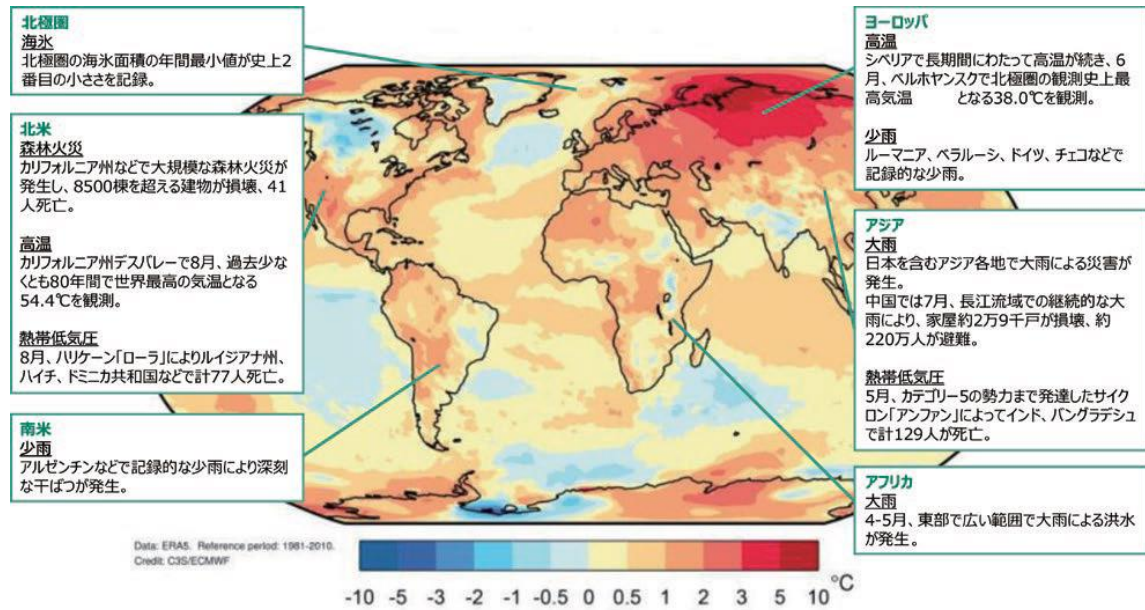 北極圏
海氷
北極圏の海氷面積の年間最小値が史上2
番目の小ささを記録。
北米
森林火災
カリフォルニア州などで大規模な森林火災が
発生し、8500棟を超える建物が損壊、41
人死亡。
高温
カリフォルニア州デスバレーで8月、過去少な
くとも80年間で世界最高の気温となる
54.4℃を観測。
熱帯低気圧
8月、ハリケーン「ローラ」によりルイジアナ州、
ハイチ、ドミニカ共和国などで計77人死亡。
南米
少雨
アルゼンチンなどで記録的な少雨により深刻
な干ばつが発生。
ヨーロッパ
高温
シベリアで長期間にわたって高温が続き、6
月、ベルホヤンスクで北極圏の観測史上最
高気温 となる38.0℃を観測。
少雨
ルーマニア、ベラルーシ、ドイツ、チェコなどで
記録的な少雨。
アジア
大雨
日本を含むアジア各地で大雨による災害が
発生。
中国では7月、長江流域での継続的な大
雨により、家屋約2万9千戸が損壊、約
220万人が避難。
熱帯低気圧
5月、カテゴリー5の勢力まで発達したサイク
ロン「アンファン」によってインド、バングラデシュ
で計129人が死亡。
アフリカ
大雨
4-5月、東部で広い範囲で大雨による洪水
が発生。
Data: ERA5. Reference period: 1981-2010.
Credit: C3S/ECMWF
℃
-10 -5 -3 -2 -1 -0.5 0 0.5 1 2 3 5 10